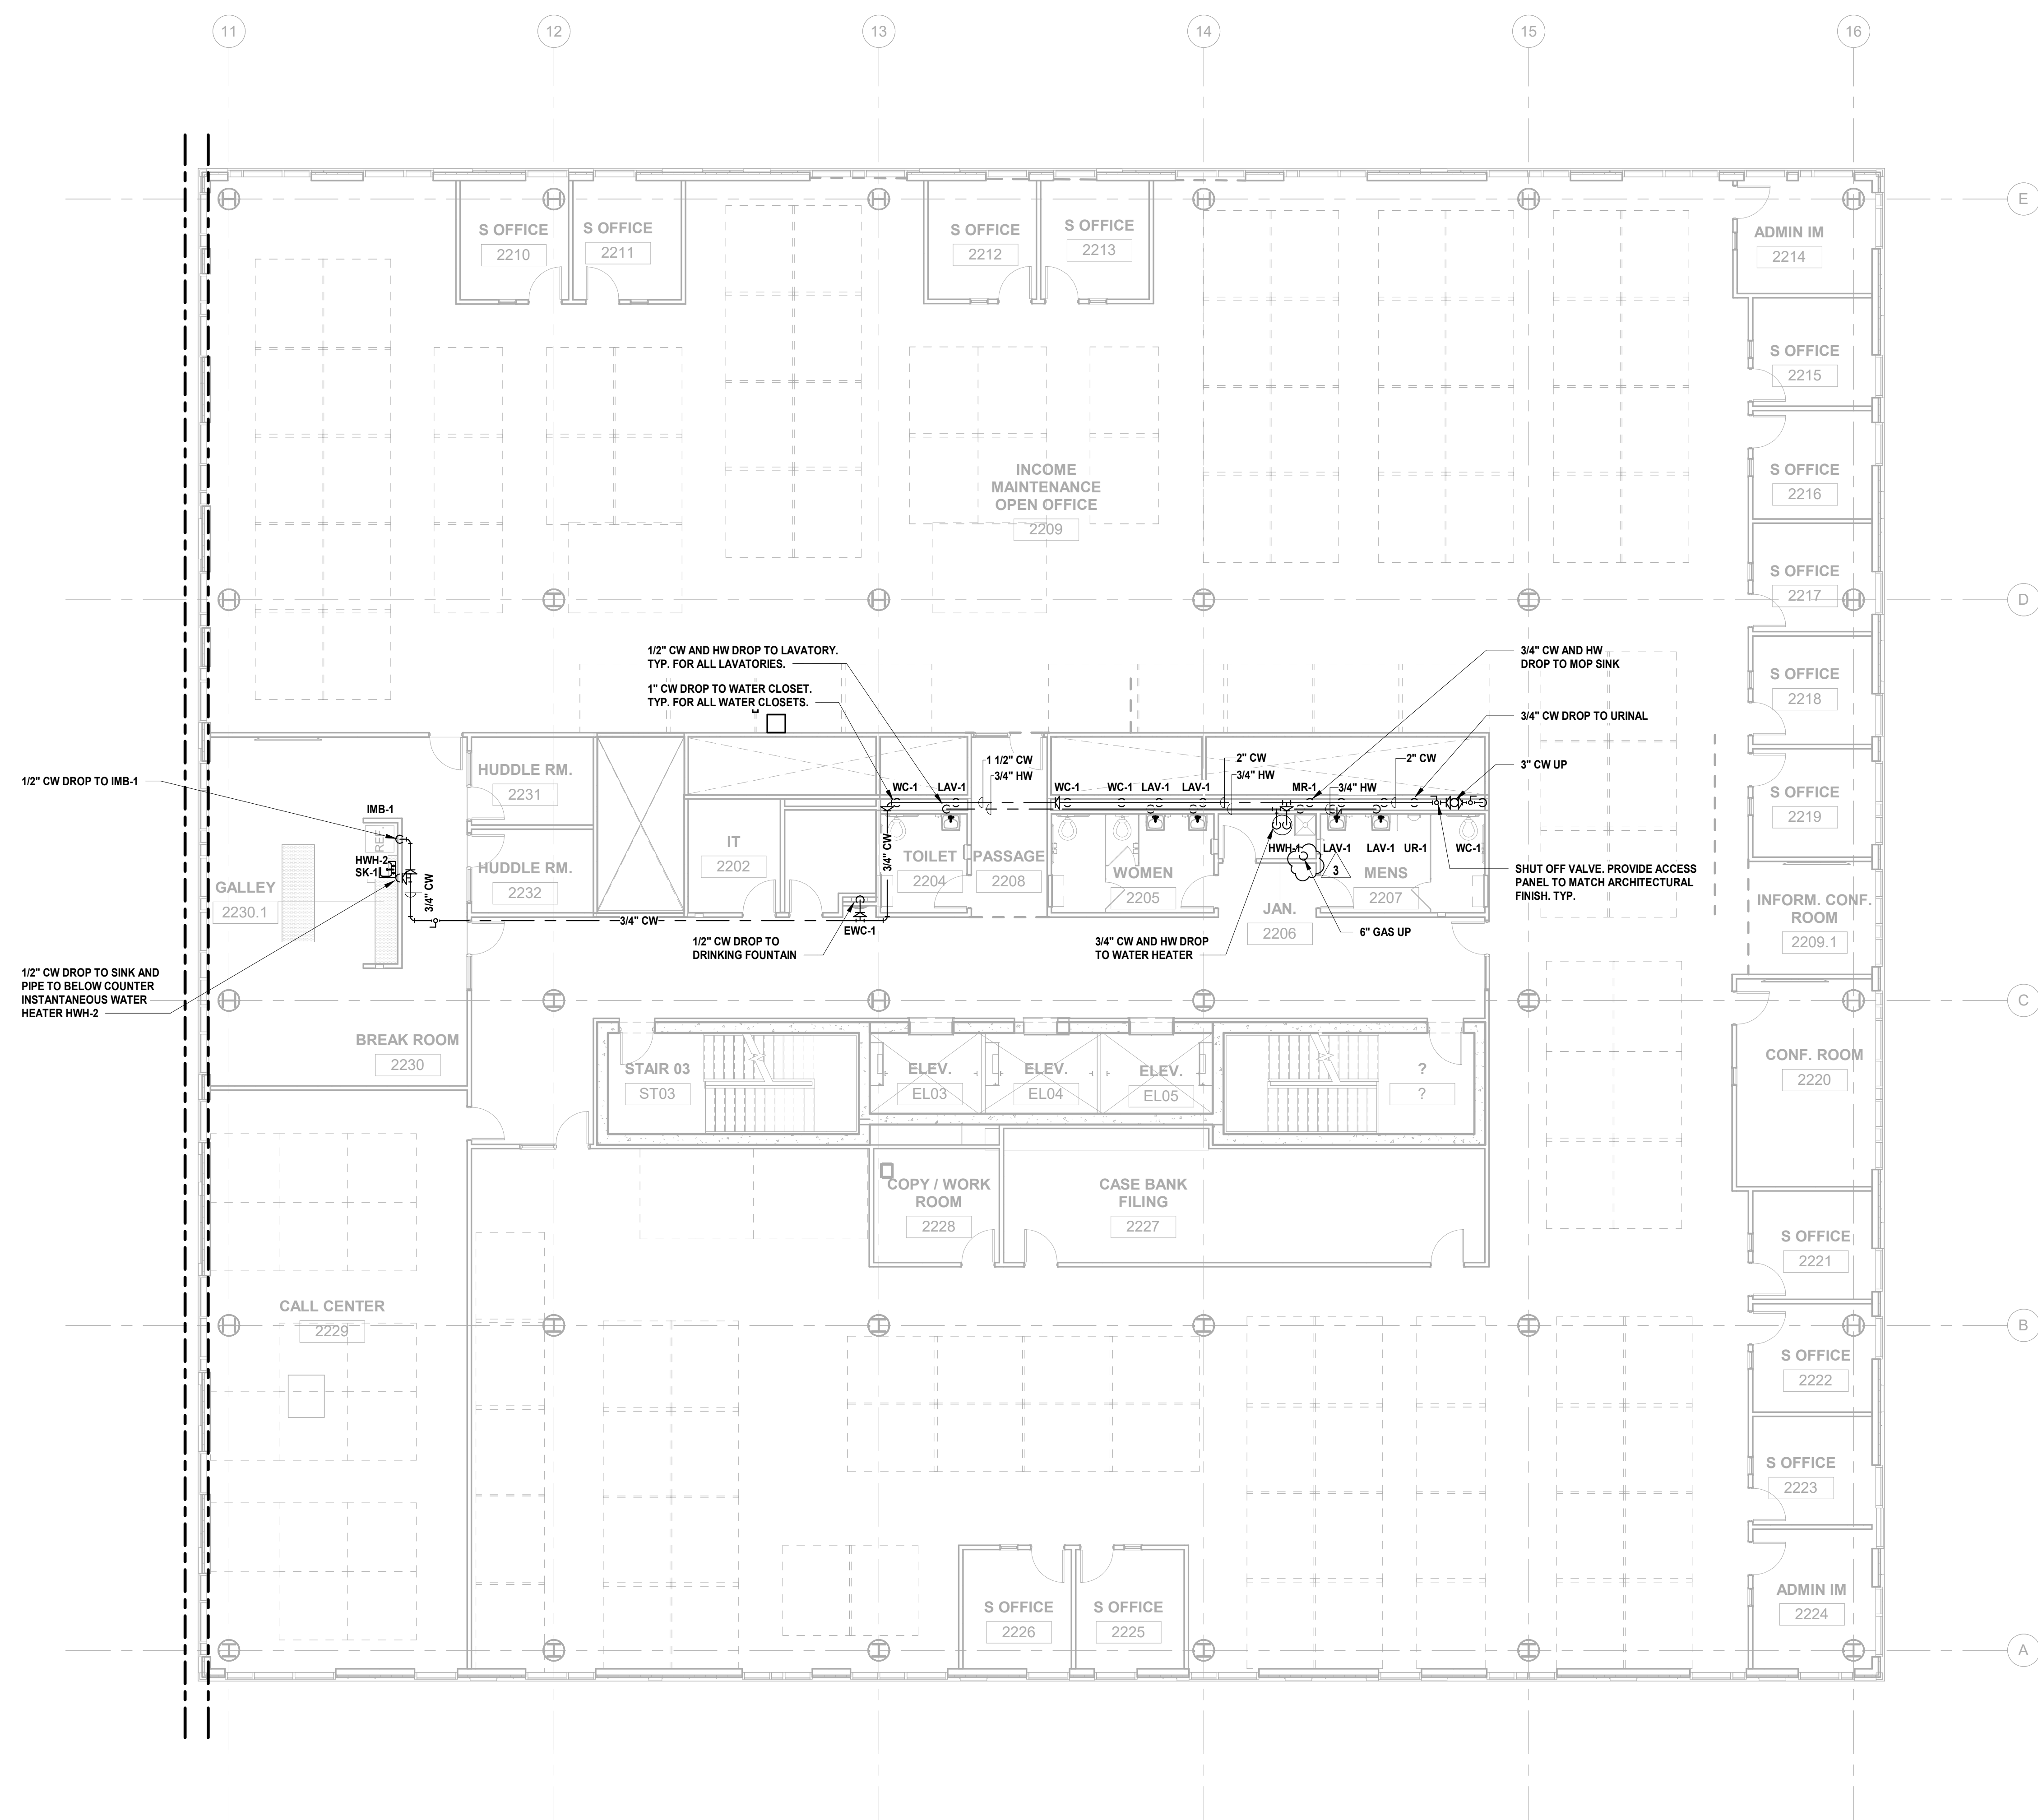 11
12
13
14
15
16
E
S OFFICE
2210
S OFFICE
2211
S OFFICE
2212
S OFFICE
2213
ADMIN IM
2214
S OFFICE
2215
S OFFICE
2216
INCOME
MAINTENANCE
OPEN OFFICE
2209
S OFFICE
2217
D
1/2" CW AND HW DROP TO LAVATORY.
TYP. FOR ALL LAVATORIES.
1" CW DROP TO WATER CLOSET.
TYP. FOR ALL WATER CLOSETS.
3/4" CW AND HW
DROP TO MOP SINK
S OFFICE
2218
3/4" CW DROP TO URINAL
1/2" CW DROP TO IMB-1
HUDDLE RM.
2231
1 1/2" CW
3/4" HW
2" CW
3/4" HW
2" CW
3" CW UP
WC-1
LAV-1
WC-1
WC-1
LAV-1
LAV-1
MR-1
3/4" HW
S OFFICE
2219
IMB-1
REF.
HWH-2
SK-1
3/4" CW
GALLEY
2230.1
HUDDLE RM.
2232
IT
2202
3/4" CW
TOILET
2204
PASSAGE
2208
WOMEN
2205
HWH-1
LAV-1
LAV-1
UR-1
WC-1
3
MENS
2207
JAN.
2206
SHUT OFF VALVE. PROVIDE ACCESS
PANEL TO MATCH ARCHITECTURAL
FINISH. TYP.
INFORM. CONF.
ROOM
2209.1
3/4" CW
EWC-1
1/2" CW DROP TO
DRINKING FOUNTAIN
3/4" CW AND HW DROP
TO WATER HEATER
6" GAS UP
1/2" CW DROP TO SINK AND
PIPE TO BELOW COUNTER
INSTANTANEOUS WATER
HEATER HWH-2
C
BREAK ROOM
2230
STAIR 03
ST03
ELEV.
EL03
ELEV.
EL04
ELEV.
EL05
?
?
CONF. ROOM
2220
COPY / WORK
ROOM
2228
CASE BANK
FILING
2227
S OFFICE
2221
CALL CENTER
2229
B
S OFFICE
2222
S OFFICE
2223
S OFFICE
2226
S OFFICE
2225
ADMIN IM
2224
A